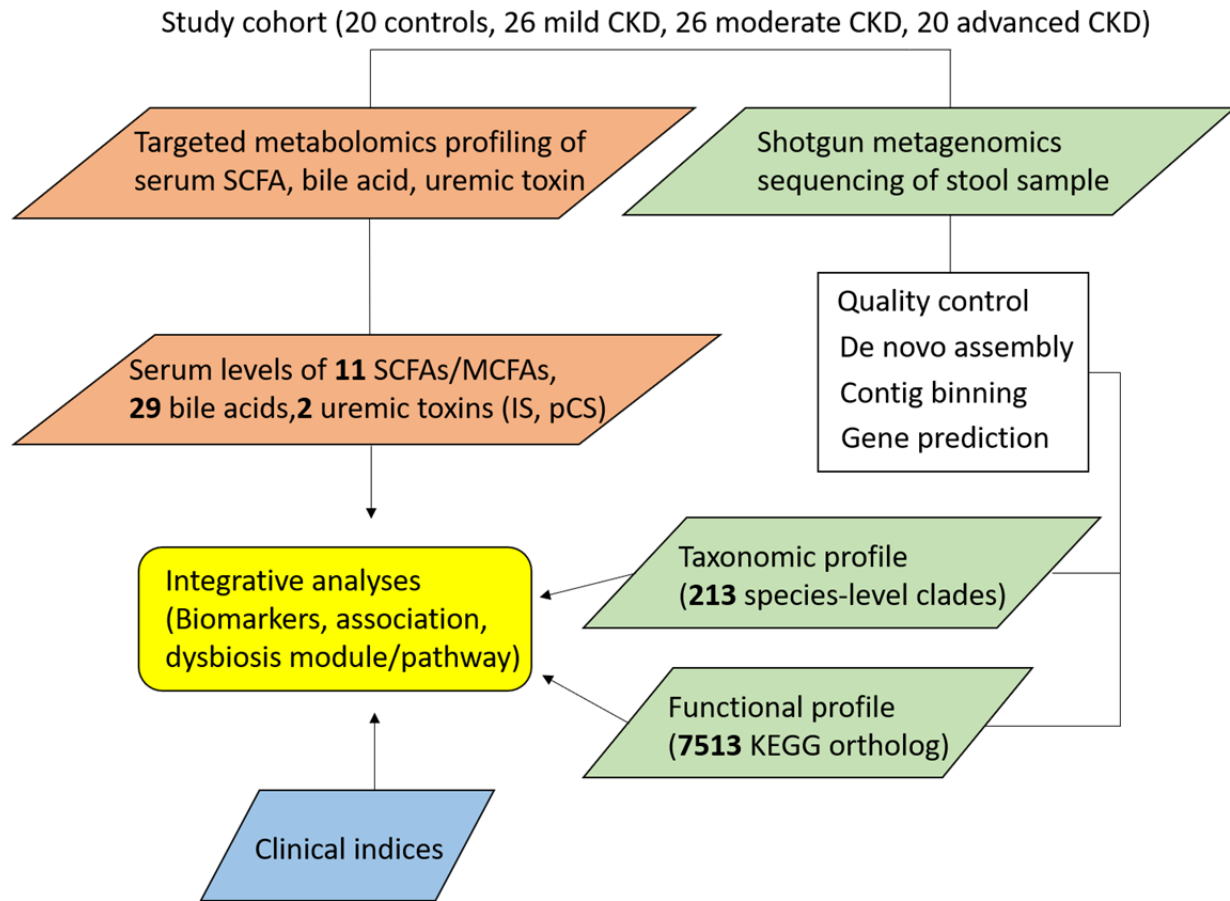 Study cohort (20 controls, 26 mild CKD, 26 moderate CKD, 20 advanced CKD)
Targeted metabolomics profiling of
serum SCFA, bile acid, uremic toxin
Shotgun metagenomics
sequencing of stool sample
Quality control
De novo assembly
Contig binning
Gene prediction
Serum levels of 11 SCFAs/MCFAs,
29 bile acids,2 uremic toxins (IS, pCS)
Taxonomic profile
(213 species-level clades)
Integrative analyses
(Biomarkers, association,
dysbiosis module/pathway)
Functional profile
(7513 KEGG ortholog)
Clinical indices